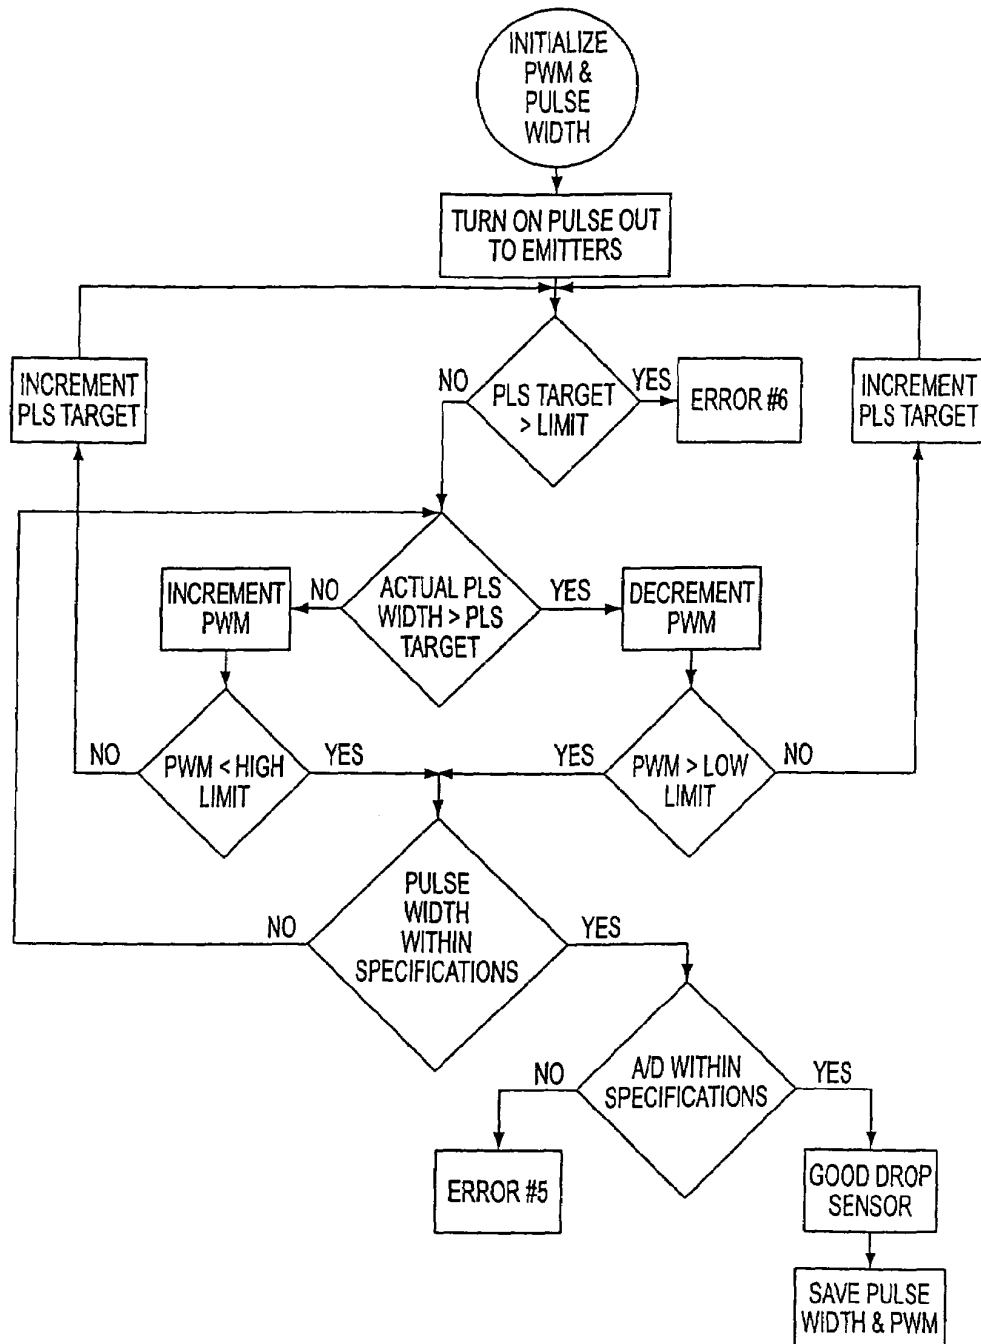 INITIALIZE
PWM &
PULSE
WIDTH
TURN ON PULSE OUT
TO EMITTERS
INCREMENT
PLS TARGET
NO
PLS TARGET
> LIMIT
YES
ERROR #6
INCREMENT
PLS TARGET
INCREMENT
PWM
NO
ACTUAL PLS
WIDTH > PLS
TARGET
YES
DECREMENT
PWM
NO
PWM < HIGH
LIMIT
YES
YES
PWM > LOW
LIMIT
NO
NO
PULSE
WIDTH
WITHIN
SPECIFICATIONS
YES
NO
A/D WITHIN
SPECIFICATIONS
YES
ERROR #5
GOOD DROP
SENSOR
SAVE PULSE
WIDTH & PWM